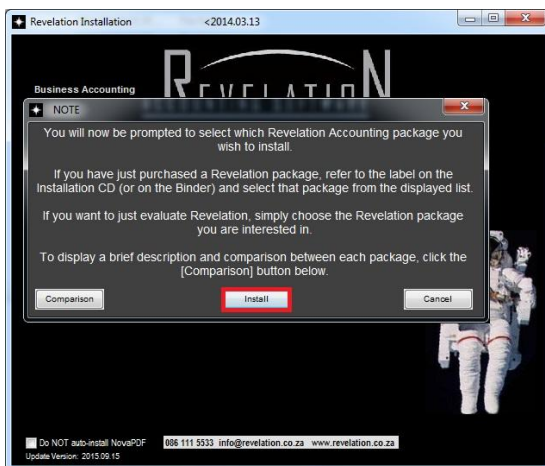 Revelation Installation <2014.03.13
REVELATION
Business Accounting
NOTE
You will now be prompted to select which Revelation Accounting package you
wish to install.
If you have just purchased a Revelation package, refer to the label on the
Installation CD (or on the Binder) and select that package from the displayed list.
If you want to just evaluate Revelation, simply choose the Revelation package
you are interested in.
To display a brief description and comparison between each package, click the
[Comparison] button below.
Comparison Install Cancel
Do NOT auto-install NovaPDF 086 111 5533 info@revelation.co.za www.revelation.co.za
Update Version: 2015.09.15